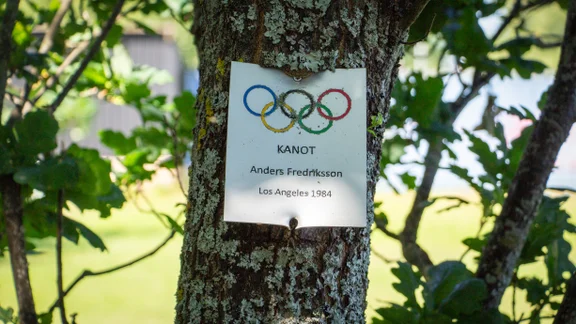 KANOT
Anders Fredriksson
Los Angeles 1984